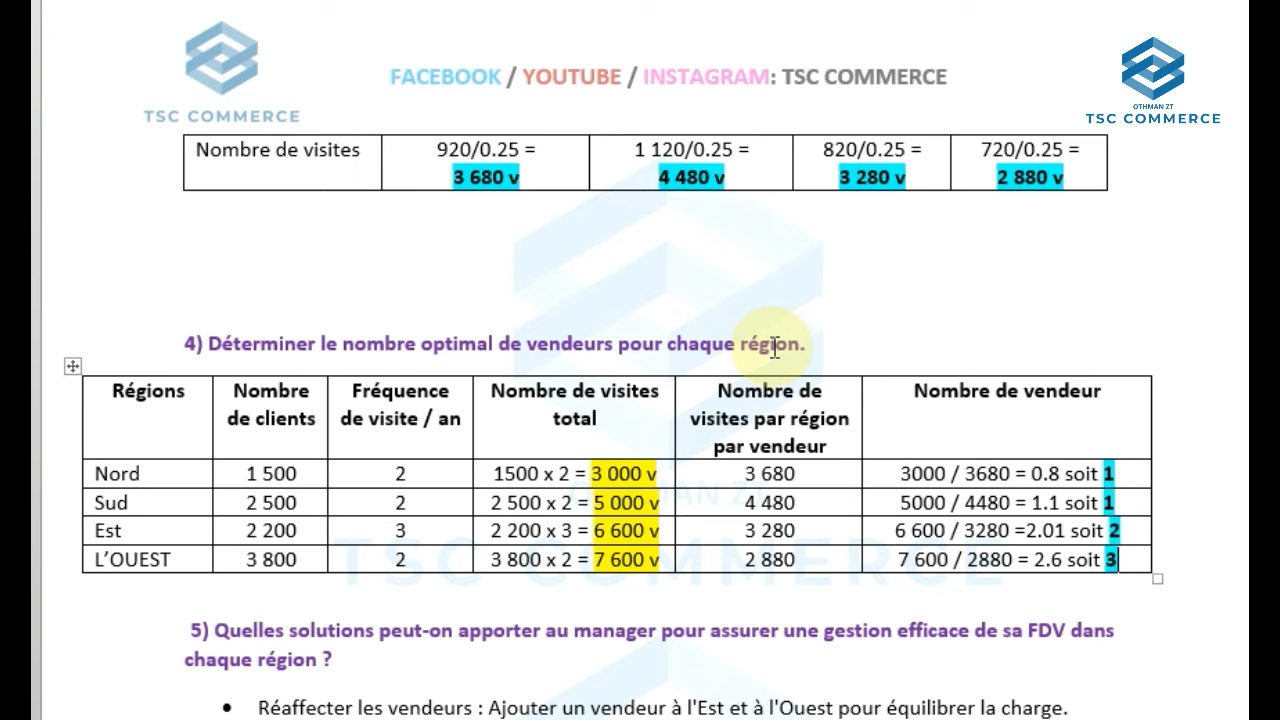 FACEBOOK / YOUTUBE / INSTAGRAM: TSC COMMERCE
TSC COMMERCE
OTHMAN ZT
TSC COMMERCE
Nombre de visites 920/0.25 = 1 120/0.25 = 820/0.25 = 720/0.25 =
3 680 v 4 480 v 3 280 v 2 880 v
4) Déterminer le nombre optimal de vendeurs pour chaque région.
Régions Nombre Fréquence Nombre de visites Nombre de Nombre de vendeur
de clients de visite / an total visites par région
par vendeur
Nord 1 500 2 1500 x 2 = 3 000 v 3 680 3000 / 3680 = 0.8 soit 1
Sud 2 500 2 2 500 x 2 = 5 000 v 4 480 5000 / 4480 = 1.1 soit 1
Est 2 200 3 2 200 x 3 = 6 600 v 3 280 6 600 / 3280 =2.01 soit 2
L’OUEST 3 800 2 3 800 x 2 = 7 600 v 2 880 7 600 / 2880 = 2.6 soit 3
OTHMAN ZT
TSC COMMERCE
5) Quelles solutions peut-on apporter au manager pour assurer une gestion efficace de sa FDV dans
chaque région ?
• Réaffecter les vendeurs : Ajouter un vendeur à l'Est et à l'Ouest pour équilibrer la charge.